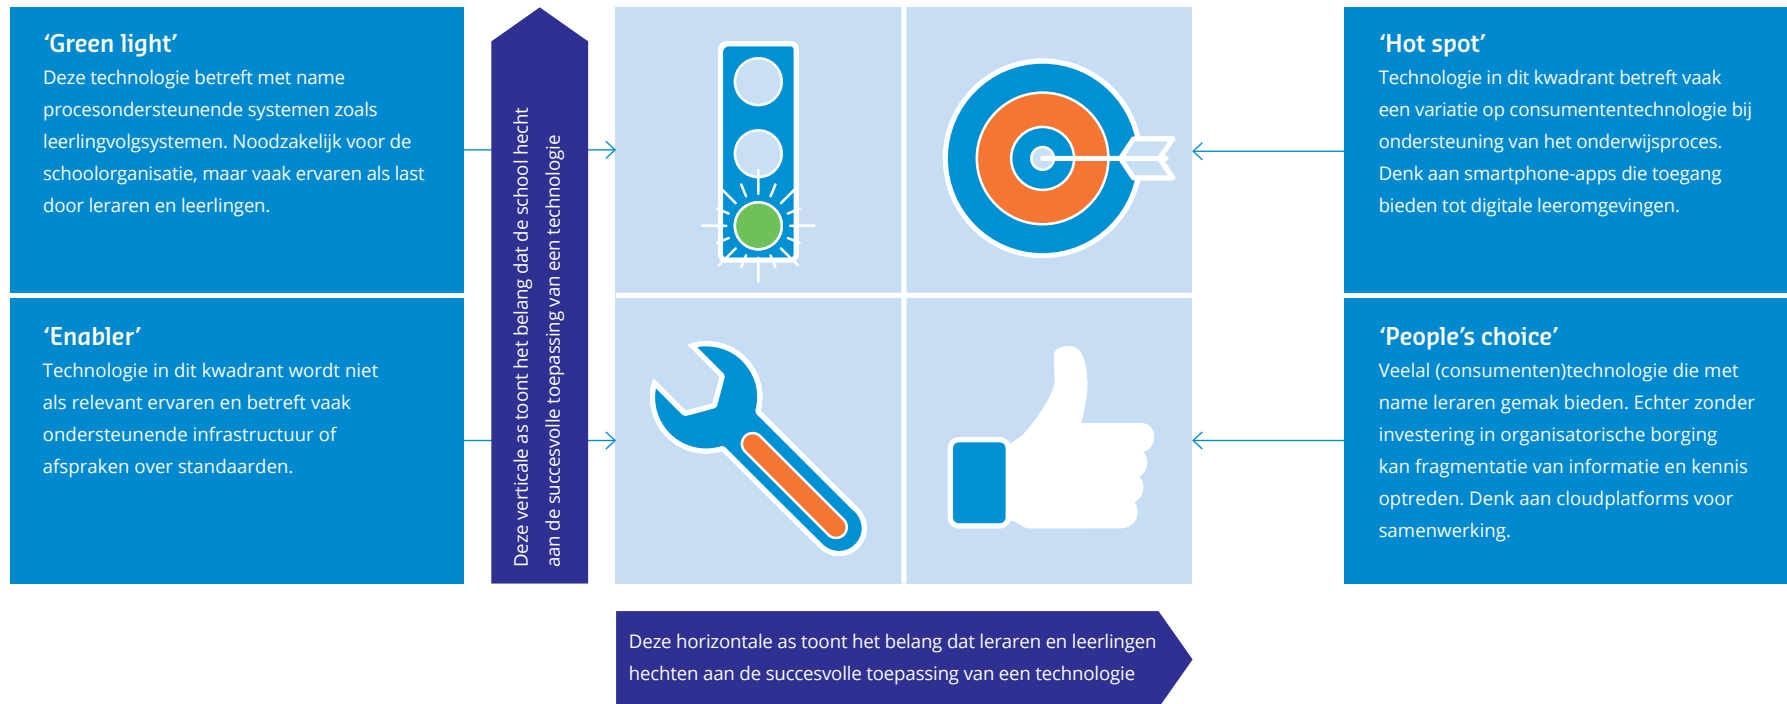 ‘Green light’
Deze technologie betreft met name
procesondersteunende systemen zoals
leerlingvolgsystemen. Noodzakelijk voor de
schoolorganisatie, maar vaak ervaren als last
door leraren en leerlingen.
‘Enabler’
Technologie in dit kwadrant wordt niet
als relevant ervaren en betreft vaak
ondersteunende infrastructuur of
afspraken over standaarden.
Deze verticale as toont het belang dat de school hecht
aan de succesvolle toepassing van een technologie
‘Hot spot’
Technologie in dit kwadrant betreft vaak
een variatie op consumententechnologie bij
ondersteuning van het onderwijsproces.
Denk aan smartphone-apps die toegang
bieden tot digitale leeromgevingen.
‘People’s choice’
Veelal (consumenten)technologie die met
name leraren gemak bieden. Echter zonder
investering in organisatorische borging
kan fragmentatie van informatie en kennis
optreden. Denk aan cloudplatforms voor
samenwerking.
Deze horizontale as toont het belang dat leraren en leerlingen
hechten aan de succesvolle toepassing van een technologie